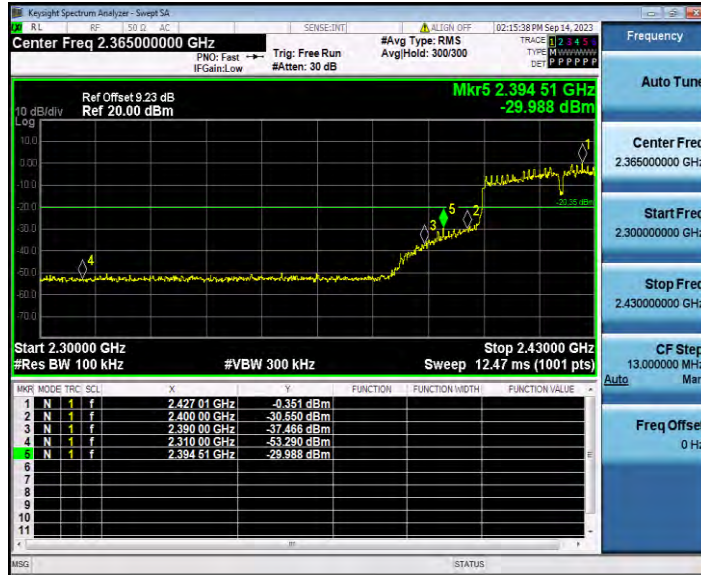 Keysight Spectrum Analyzer - Swept SA
RL RF 50 Ω AC SENSE:INT ALIGN OFF 02:15:38 PM Sep 14, 2023
Center Freq 2.365000000 GHz
PNO: Fast
IFGain:Low
Trig: Free Run
#Atten: 30 dB
#Avg Type: RMS
Avg|Hold: 300/300
TRACE 1 2 3 4 5 6
TYPE M W W W W W
DET P P P P P P
Frequency
Auto Tune
Center Freq
2.365000000 GHz
Start Freq
2.300000000 GHz
Stop Freq
2.430000000 GHz
CF Step
13.000000 MHz
Auto Man
Freq Offset
0 Hz
Mkr5 2.394 51 GHz
-29.988 dBm
Ref Offset 9.23 dB
10 dB/div Ref 20.00 dBm
Log
10.0
0.00
-10.0
-20.0
-30.0
-40.0
-50.0
-60.0
-70.0
1
2
3
4
5
-20.35 dBm
Start 2.30000 GHz Stop 2.43000 GHz
#Res BW 100 kHz #VBW 300 kHz Sweep 12.47 ms (1001 pts)
MKR MODE TRC SCL X Y FUNCTION FUNCTION WIDTH FUNCTION VALUE
1 N 1 f 2.427 01 GHz -0.351 dBm
2 N 1 f 2.400 00 GHz -30.550 dBm
3 N 1 f 2.390 00 GHz -37.466 dBm
4 N 1 f 2.310 00 GHz -53.290 dBm
5 N 1 f 2.394 51 GHz -29.988 dBm
6
7
8
9
10
11
MSG STATUS